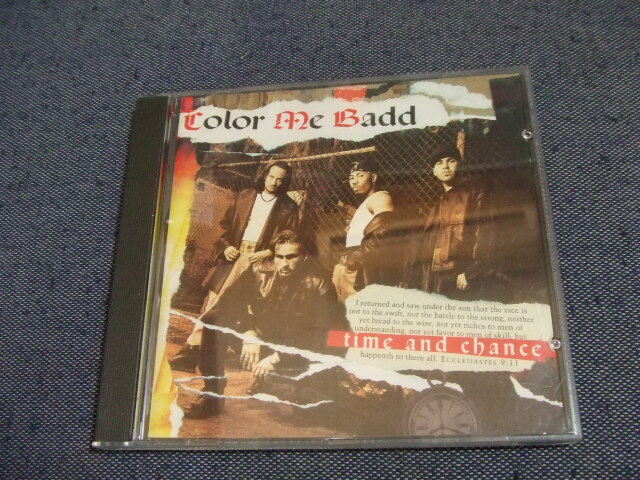 Color Me Badd
I returned and saw under the sun that the race is
not to the swift, nor the battle to the strong, neither
yet bread to the wise, nor yet riches to men of
understanding, nor yet favor to men of skill; but
time and chance
happenth to them all. ECCLESIASTES 9:11